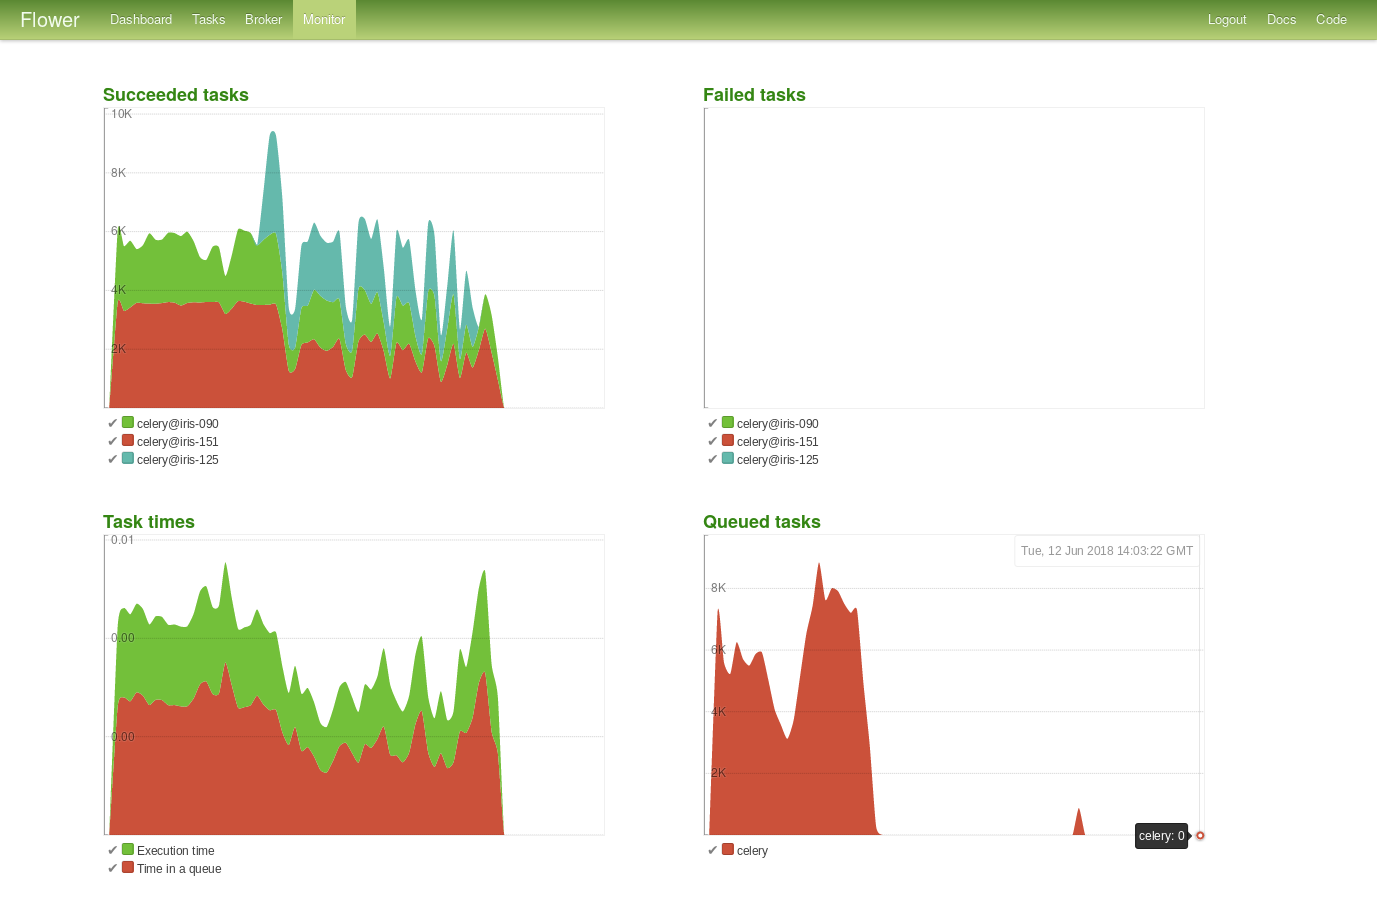 Flower Dashboard Tasks Broker Monitor Logout Docs Code
Succeeded tasks
10K
8K
6K
4K
2K
✔ celery@iris-090
✔ celery@iris-151
✔ celery@iris-125
Failed tasks
✔ celery@iris-090
✔ celery@iris-151
✔ celery@iris-125
Task times
0.01
0.00
0.00
✔ Execution time
✔ Time in a queue
Queued tasks
Tue, 12 Jun 2018 14:03:22 GMT
8K
6K
4K
2K
celery: 0
✔ celery